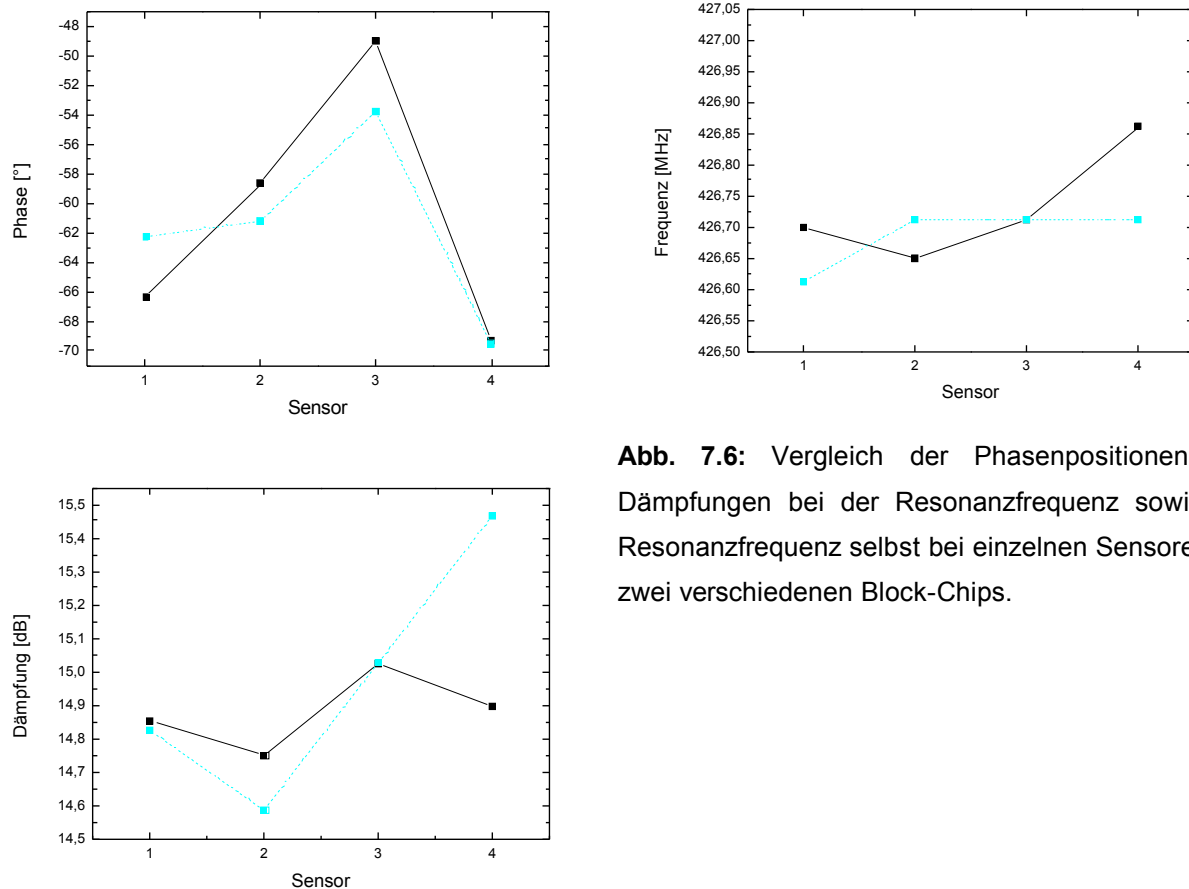 -48
-50
-52
-54
-56
-58
-60
-62
-64
-66
-68
-70
Phase [°]
1 2 3 4
Sensor
427,05
427,00
426,95
426,90
426,85
426,80
426,75
426,70
426,65
426,60
426,55
426,50
Frequenz [MHz]
1 2 3 4
Sensor
15,5
15,4
15,3
15,2
15,1
15,0
14,9
14,8
14,7
14,6
14,5
Dämpfung [dB]
1 2 3 4
Sensor
Abb. 7.6: Vergleich der Phasenpositionen
Dämpfungen bei der Resonanzfrequenz sowi
Resonanzfrequenz selbst bei einzelnen Sensore
zwei verschiedenen Block-Chips.